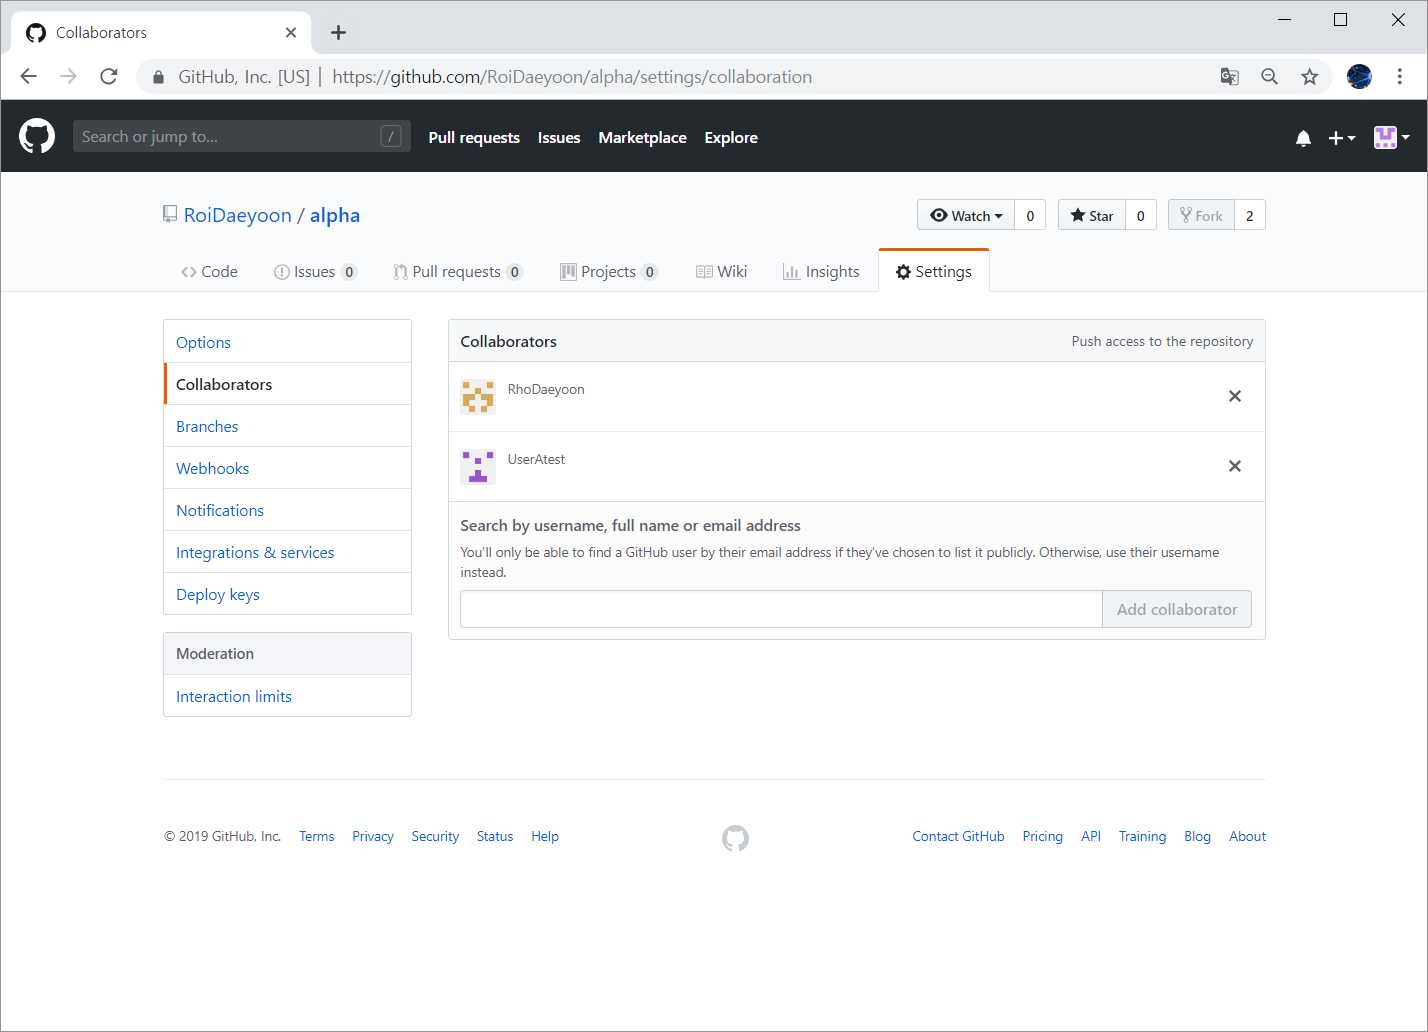 Collaborators
GitHub, Inc. [US] | https://github.com/RoiDaeyoon/alpha/settings/collaboration
Search or jump to... / Pull requests Issues Marketplace Explore
RoiDaeyoon / alpha Watch 0 Star 0 Fork 2
Code Issues 0 Pull requests 0 Projects 0 Wiki Insights Settings
Options
Collaborators
Branches
Webhooks
Notifications
Integrations & services
Deploy keys
Moderation
Interaction limits
Collaborators Push access to the repository
RhoDaeyoon
UserAtest
Search by username, full name or email address
You’ll only be able to find a GitHub user by their email address if they’ve chosen to list it publicly. Otherwise, use their username
instead.
Add collaborator
© 2019 GitHub, Inc. Terms Privacy Security Status Help Contact GitHub Pricing API Training Blog About